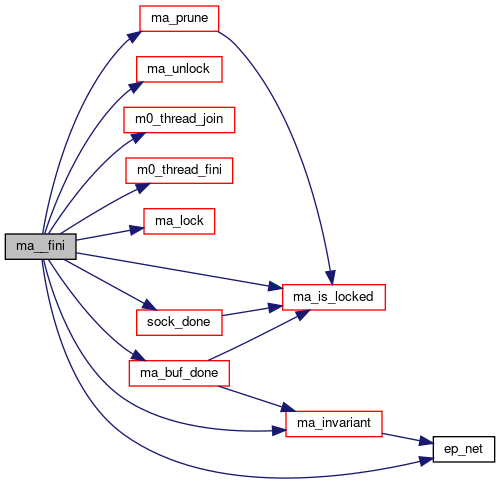 ma_prune
ma_unlock
m0_thread_join
m0_thread_fini
ma_lock
ma__fini
ma_is_locked
sock_done
ma_buf_done
ma_invariant
ep_net